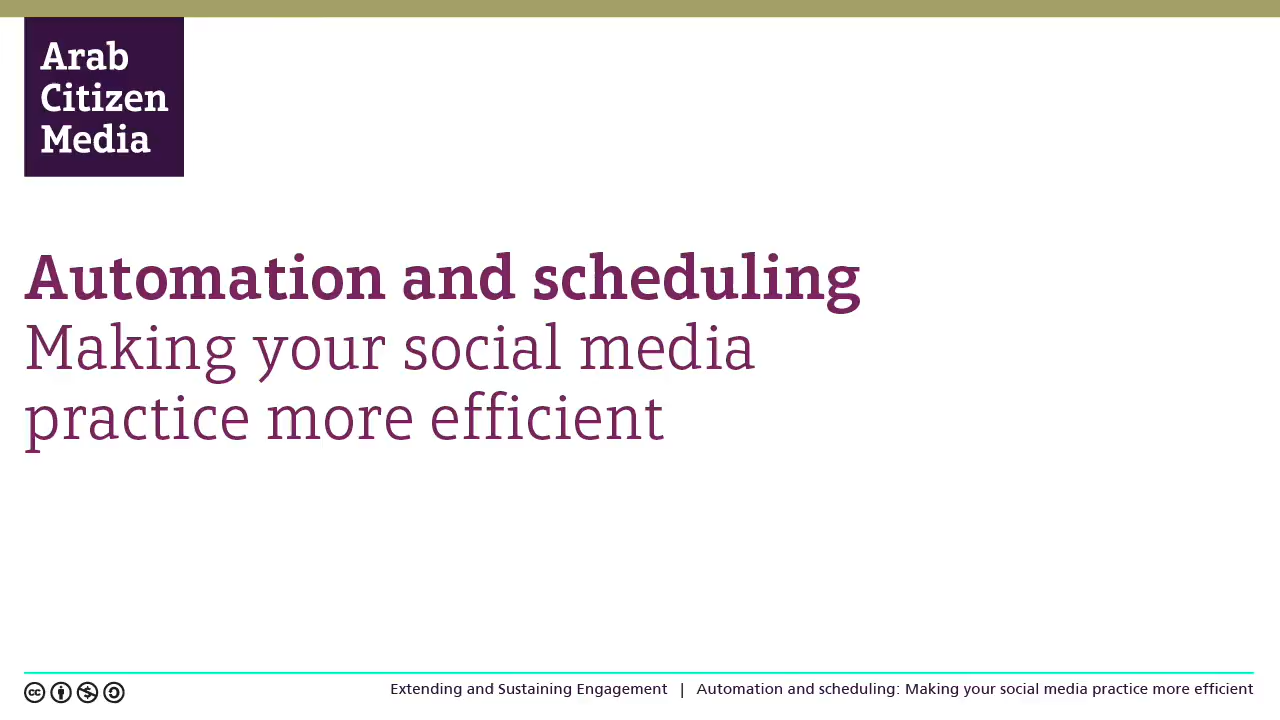 Arab
Citizen
Media
Automation and scheduling
Making your social media
practice more efficient
Extending and Sustaining Engagement | Automation and scheduling: Making your social media practice more efficient